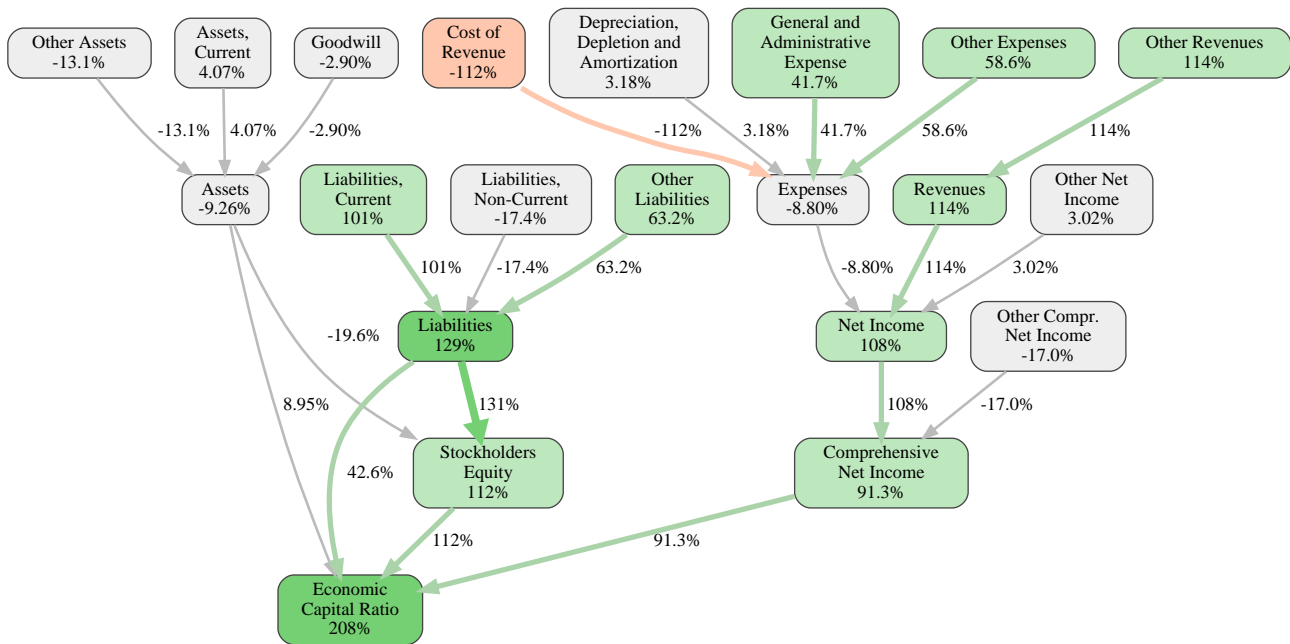 Other Assets
-13.1%
Assets,
Current
4.07%
Goodwill
-2.90%
Cost of
Revenue
-112%
Depreciation,
Depletion and
Amortization
3.18%
General and
Administrative
Expense
41.7%
Other Expenses
58.6%
Other Revenues
114%
-13.1%
4.07%
-2.90%
-112%
3.18%
41.7%
58.6%
114%
Assets
-9.26%
Liabilities,
Current
101%
Liabilities,
Non-Current
-17.4%
Other
Liabilities
63.2%
Expenses
-8.80%
Revenues
114%
Other Net
Income
3.02%
101%
-17.4%
63.2%
-8.80%
114%
3.02%
-19.6%
Liabilities
129%
Net Income
108%
Other Compr.
Net Income
-17.0%
8.95%
131%
108%
-17.0%
42.6%
Stockholders
Equity
112%
Comprehensive
Net Income
91.3%
112%
91.3%
Economic
Capital Ratio
208%